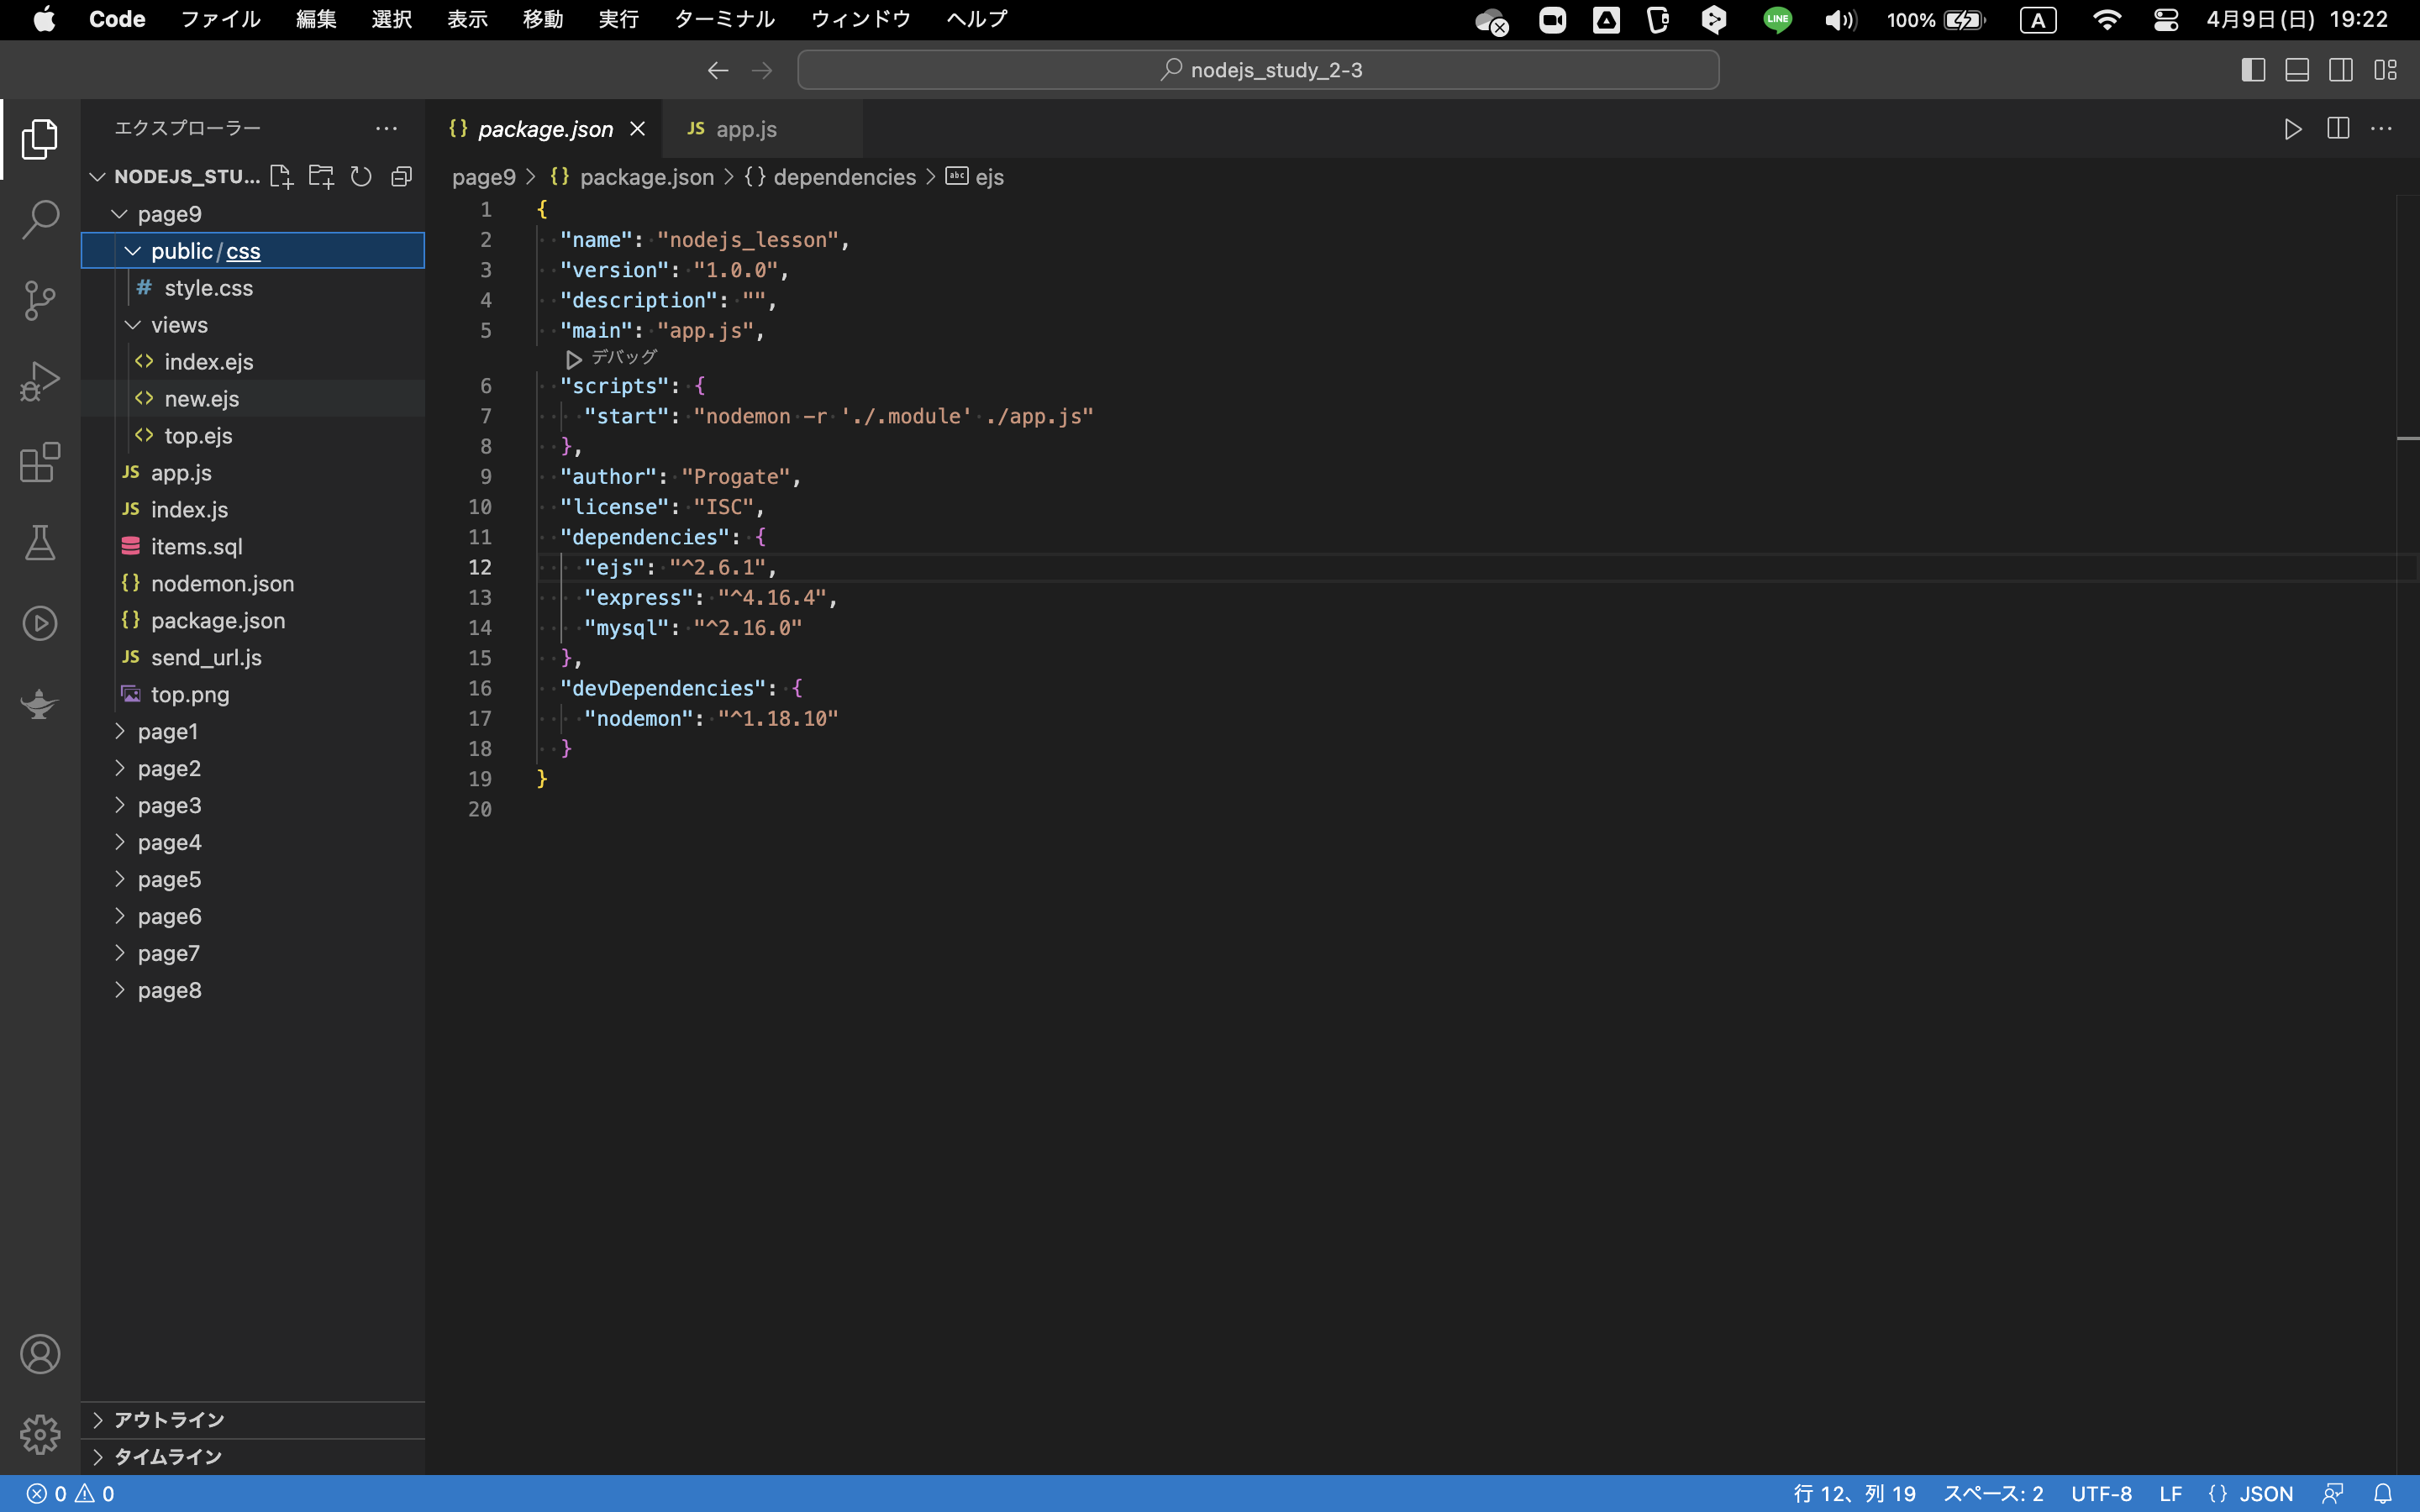 Code ファイル 編集 選択 表示 移動 実行 ターミナル ウィンドウ ヘルプ LINE 100% A 4月9日(日) 19:22
nodejs_study_2-3
エクスプローラー
NODEJS_STU...
page9
public/css
# style.css
views
<> index.ejs
<> new.ejs
<> top.ejs
JS app.js
JS index.js
items.sql
{} nodemon.json
{} package.json
JS send_url.js
top.png
page1
page2
page3
page4
page5
page6
page7
page8
アウトライン
タイムライン
{} package.json × JS app.js
page9 > {} package.json > {} dependencies > abc ejs
1 {
2 "name": "nodejs_lesson",
3 "version": "1.0.0",
4 "description": "",
5 "main": "app.js",
デバッグ
6 "scripts": {
7 "start": "nodemon -r './.module' ./app.js"
8 },
9 "author": "Progate",
10 "license": "ISC",
11 "dependencies": {
12 "ejs": "^2.6.1",
13 "express": "^4.16.4",
14 "mysql": "^2.16.0"
15 },
16 "devDependencies": {
17 "nodemon": "^1.18.10"
18 }
19 }
20
0 0 行 12、列 19 スペース: 2 UTF-8 LF {} JSON